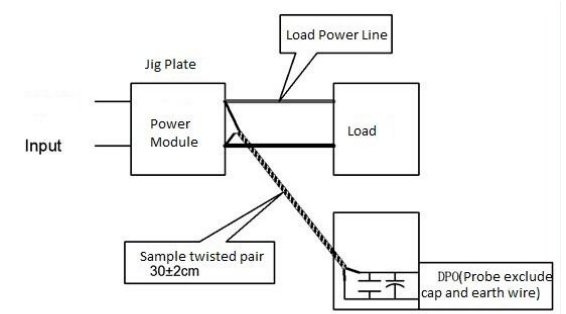 Load Power Line
Jig Plate
Power
Module
Load
Input
Sample twisted pair
30±2cm
DPO(Probe exclude
cap and earth wire)